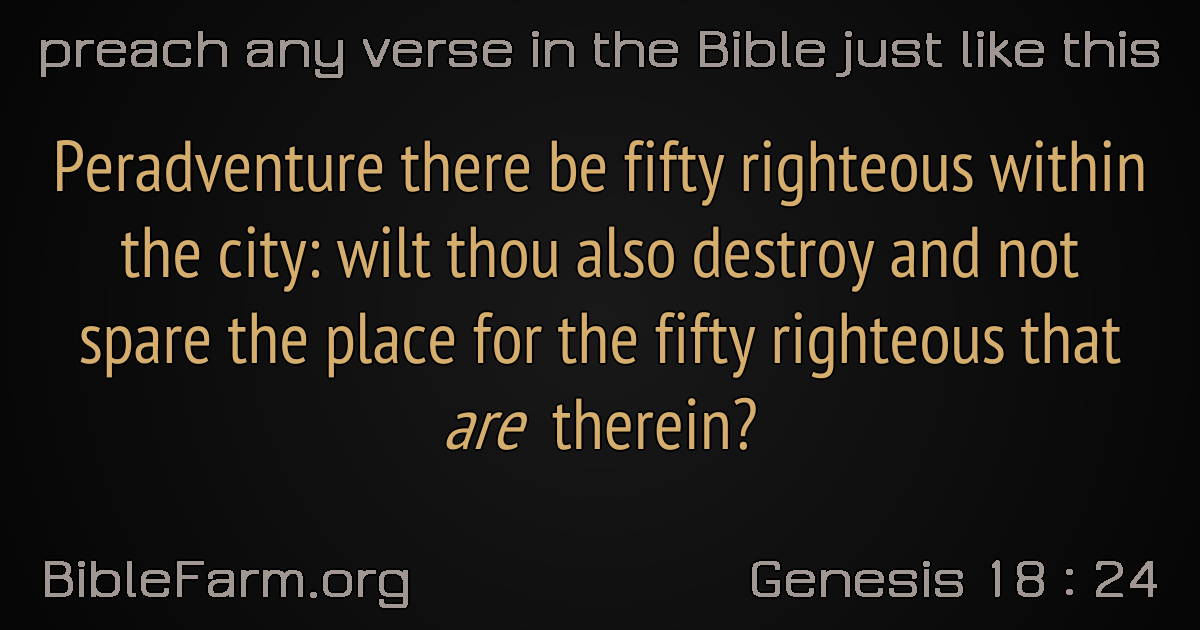 preach any verse in the Bible just like this
Peradventure there be fifty righteous within
the city: wilt thou also destroy and not
spare the place for the fifty righteous that
are therein?
BibleFarm.org
Genesis 18 : 24